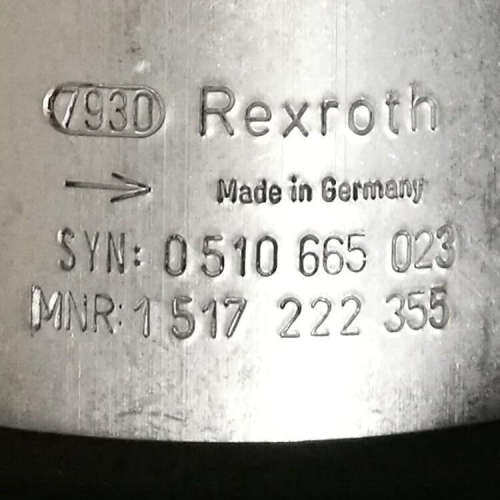 7930 Rexroth
→ Made in Germany
SYN: 0 510 665 023
MNR: 1 517 222 355